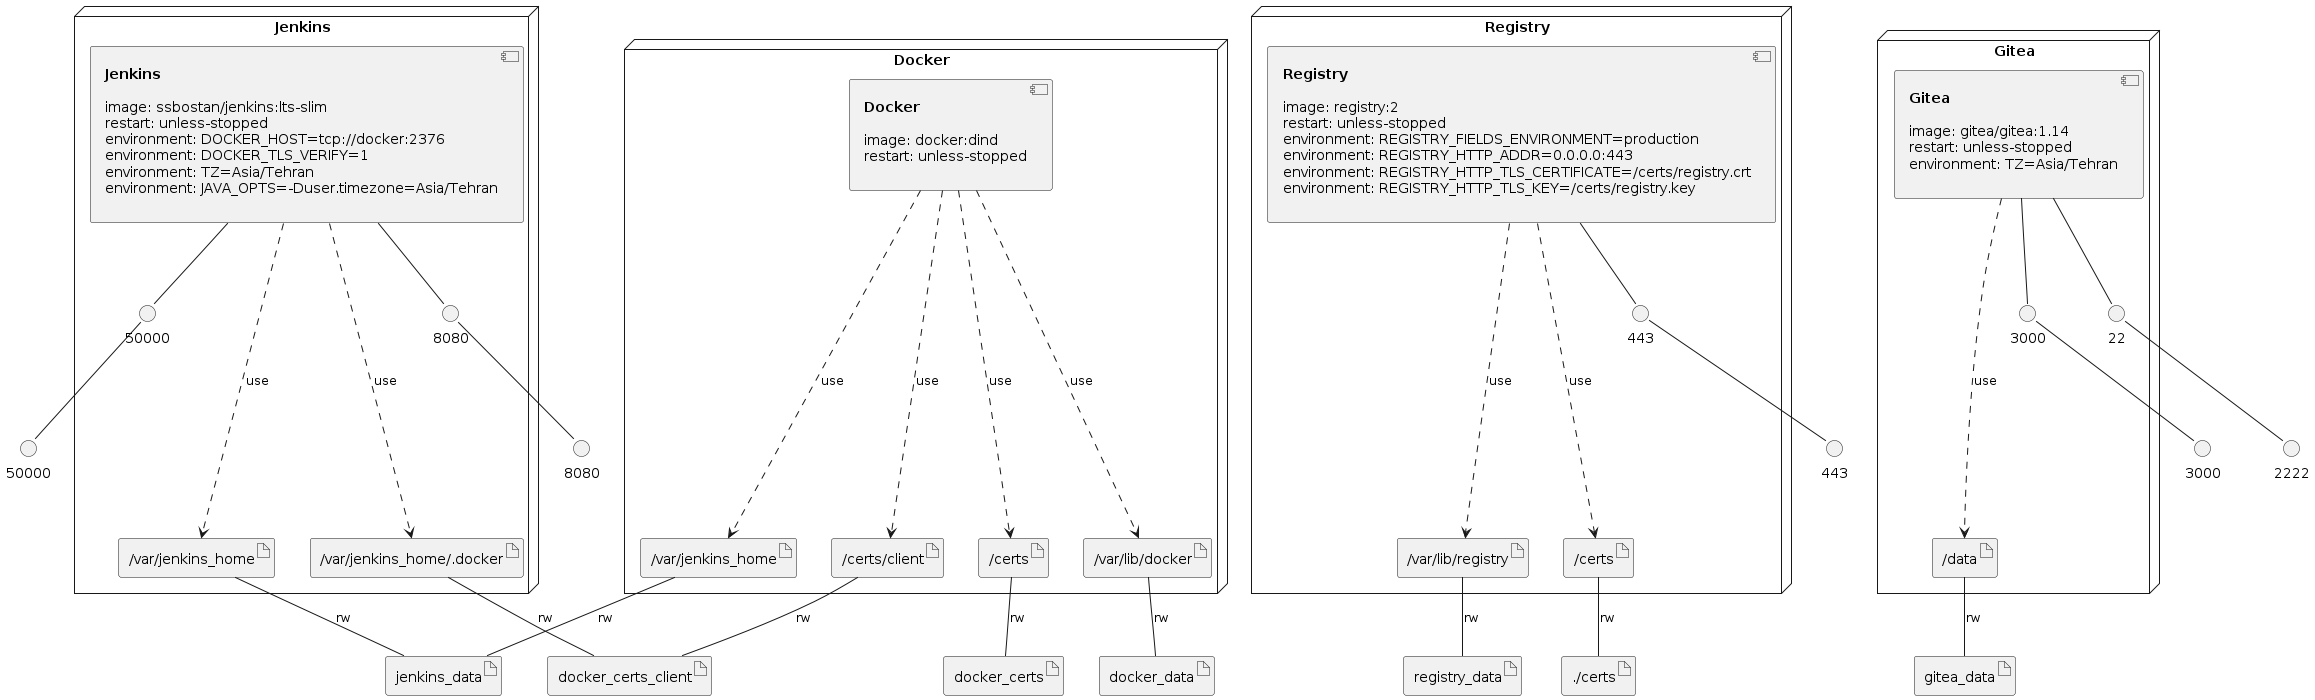 Jenkins
Jenkins
image: ssbostan/jenkins:lts-slim
restart: unless-stopped
environment: DOCKER_HOST=tcp://docker:2376
environment: DOCKER_TLS_VERIFY=1
environment: TZ=Asia/Tehran
environment: JAVA_OPTS=-Duser.timezone=Asia/Tehran
50000
8080
use
use
50000
8080
/var/jenkins_home
/var/jenkins_home/.docker
Docker
Docker
image: docker:dind
restart: unless-stopped
use
use
use
use
/var/jenkins_home
/certs/client
/certs
/var/lib/docker
Registry
Registry
image: registry:2
restart: unless-stopped
environment: REGISTRY_FIELDS_ENVIRONMENT=production
environment: REGISTRY_HTTP_ADDR=0.0.0.0:443
environment: REGISTRY_HTTP_TLS_CERTIFICATE=/certs/registry.crt
environment: REGISTRY_HTTP_TLS_KEY=/certs/registry.key
443
use
use
443
/var/lib/registry
/certs
Gitea
Gitea
image: gitea/gitea:1.14
restart: unless-stopped
environment: TZ=Asia/Tehran
3000
22
use
3000
2222
/data
rw
rw
rw
rw
rw
rw
rw
rw
rw
jenkins_data
docker_certs_client
docker_certs
docker_data
registry_data
./certs
gitea_data